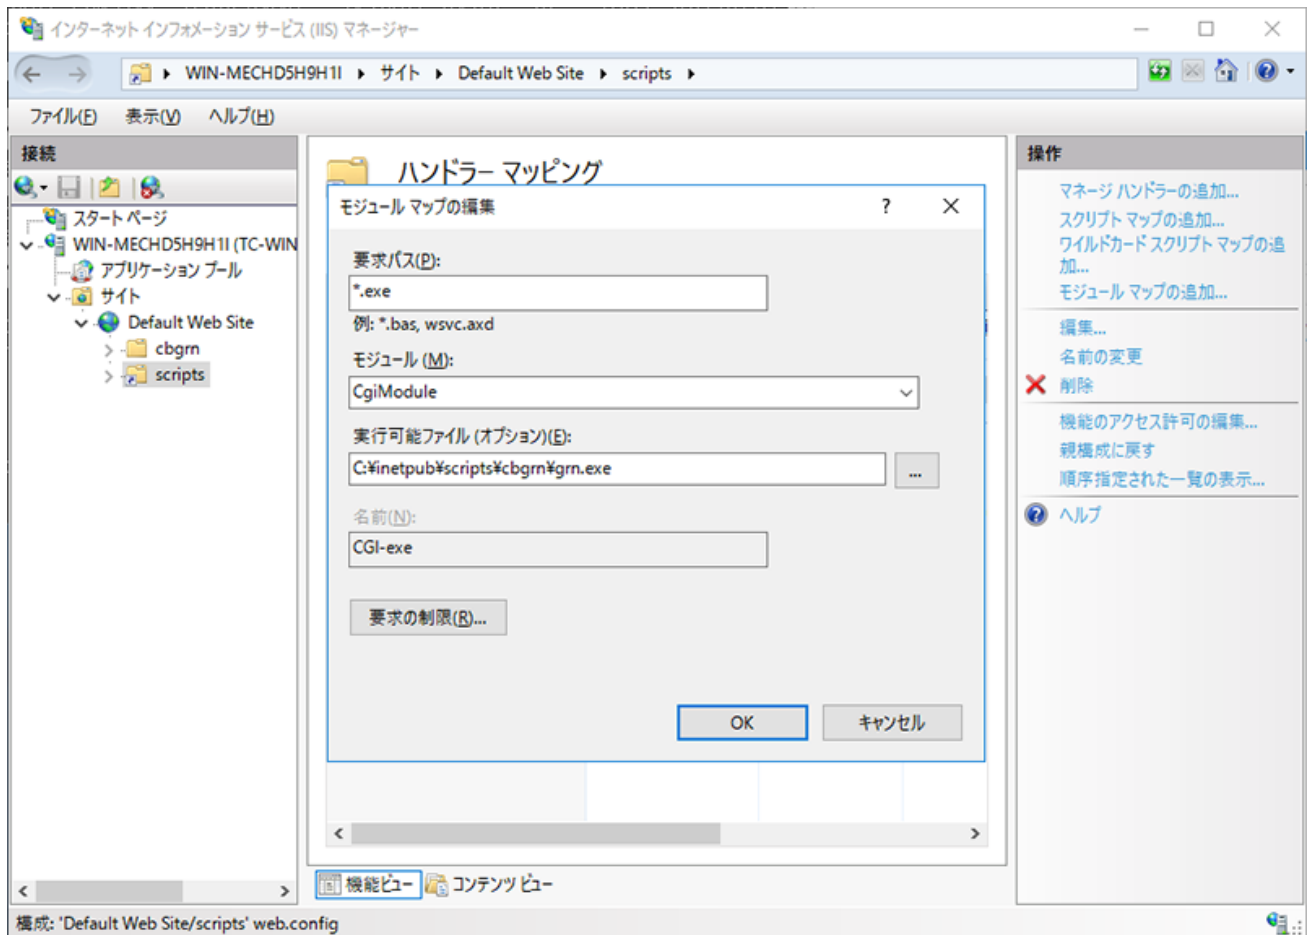 インターネット インフォメーション サービス (IIS) マネージャー
WIN-MECHD5H9H1I ▸ サイト ▸ Default Web Site ▸ scripts ▸
ファイル(F) 表示(V) ヘルプ(H)
接続
スタート ページ
WIN-MECHD5H9H1I (TC-WIN
アプリケーション プール
サイト
Default Web Site
cbgrn
scripts
ハンドラー マッピング
モジュール マップの編集
?
要求パス(P):
*.exe
例: *.bas, wsvc.axd
モジュール (M):
CgiModule
実行可能ファイル (オプション)(E):
C:¥inetpub¥scripts¥cbgrn¥grn.exe
...
名前(N):
CGI-exe
要求の制限(R)...
OK
キャンセル
機能ビュー
コンテンツ ビュー
操作
マネージ ハンドラーの追加...
スクリプト マップの追加...
ワイルドカード スクリプト マップの追
加...
モジュール マップの追加...
編集...
名前の変更
削除
機能のアクセス許可の編集...
親構成に戻す
順序指定された一覧の表示...
ヘルプ
構成: 'Default Web Site/scripts' web.config